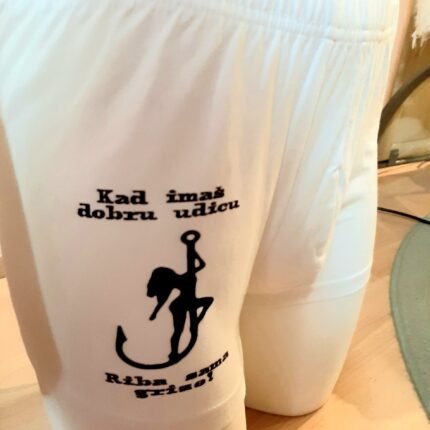 Kad imaš
dobru udicu
Riba sama
grize!